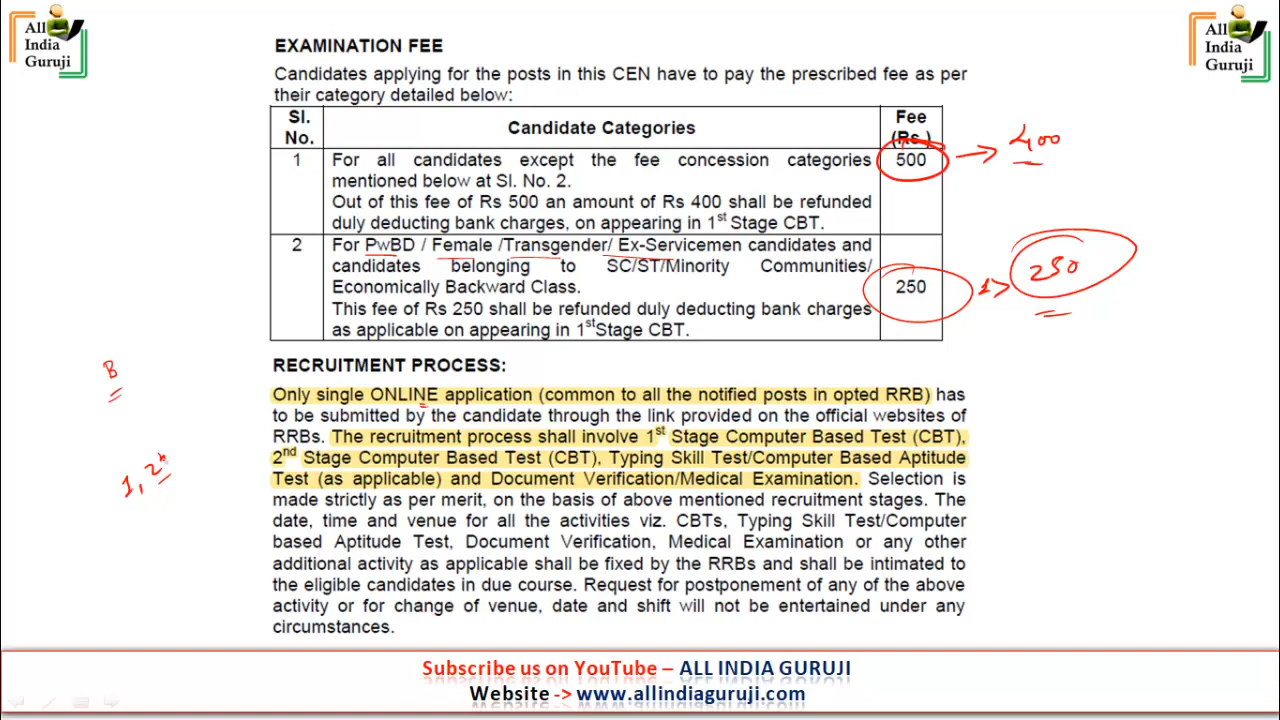 All
India
Guruji
All
India
Guruji
EXAMINATION FEE
Candidates applying for the posts in this CEN have to pay the prescribed fee as per
their category detailed below:
Sl. No. Candidate Categories Fee (Rs.)
1 For all candidates except the fee concession categories 500 → 400
mentioned below at Sl. No. 2.
Out of this fee of Rs 500 an amount of Rs 400 shall be refunded
duly deducting bank charges, on appearing in 1st Stage CBT.
2 For PwBD / Female /Transgender/ Ex-Servicemen candidates and
candidates belonging to SC/ST/Minority Communities/ 250
Economically Backward Class. 250
This fee of Rs 250 shall be refunded duly deducting bank charges
as applicable on appearing in 1stStage CBT.
RECRUITMENT PROCESS:
B
Only single ONLINE application (common to all the notified posts in opted RRB) has
to be submitted by the candidate through the link provided on the official websites of
RRBs. The recruitment process shall involve 1st Stage Computer Based Test (CBT),
2nd Stage Computer Based Test (CBT), Typing Skill Test/Computer Based Aptitude
Test (as applicable) and Document Verification/Medical Examination. Selection is
1, 2
made strictly as per merit, on the basis of above mentioned recruitment stages. The
date, time and venue for all the activities viz. CBTs, Typing Skill Test/Computer
based Aptitude Test, Document Verification, Medical Examination or any other
additional activity as applicable shall be fixed by the RRBs and shall be intimated to
the eligible candidates in due course. Request for postponement of any of the above
activity or for change of venue, date and shift will not be entertained under any
circumstances.
Subscribe us on YouTube – ALL INDIA GURUJI
Website -> www.allindiaguruji.com